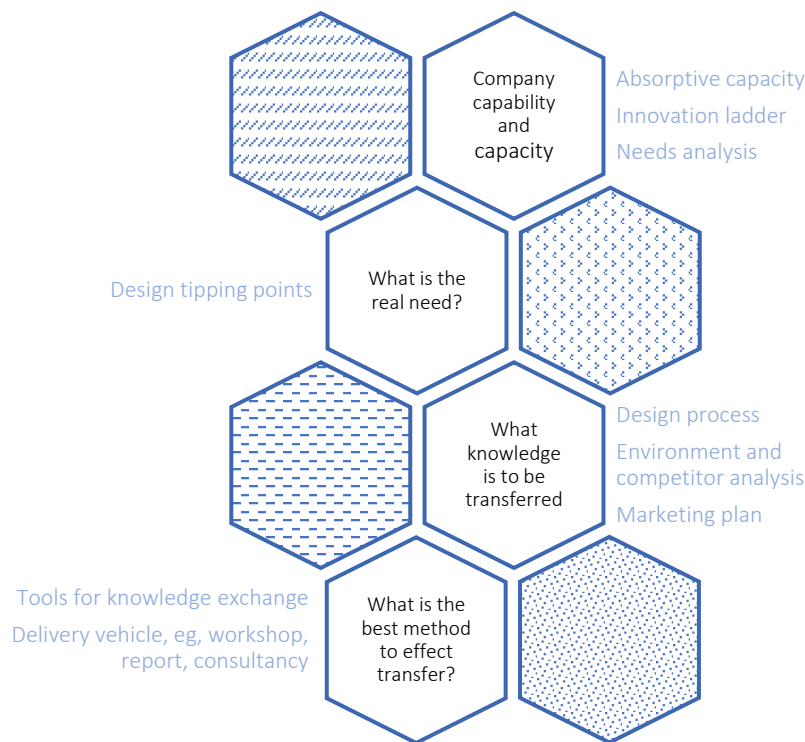 Company
capability
and
capacity
Absorptive capacity
Innovation ladder
Needs analysis
Design tipping points
What is the
real need?
What
knowledge
is to be
transferred
Design process
Environment and
competitor analysis
Marketing plan
Tools for knowledge exchange
Delivery vehicle, eg, workshop,
report, consultancy
What is the
best method
to effect
transfer?